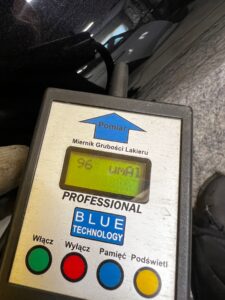 Pomiar
Miernik Grubości Lakieru
96 umAl
PROFESSIONAL
BLUE
TECHNOLOGY
Włącz Wyłącz Pamięć Podświetl